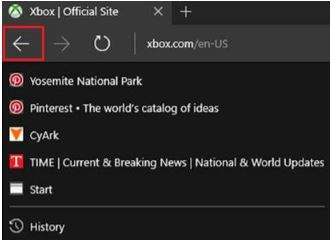 Xbox | Official Site
xbox.com/en-US
Yosemite National Park
Pinterest • The world's catalog of ideas
CyArk
TIME | Current & Breaking News | National & World Updates
Start
History